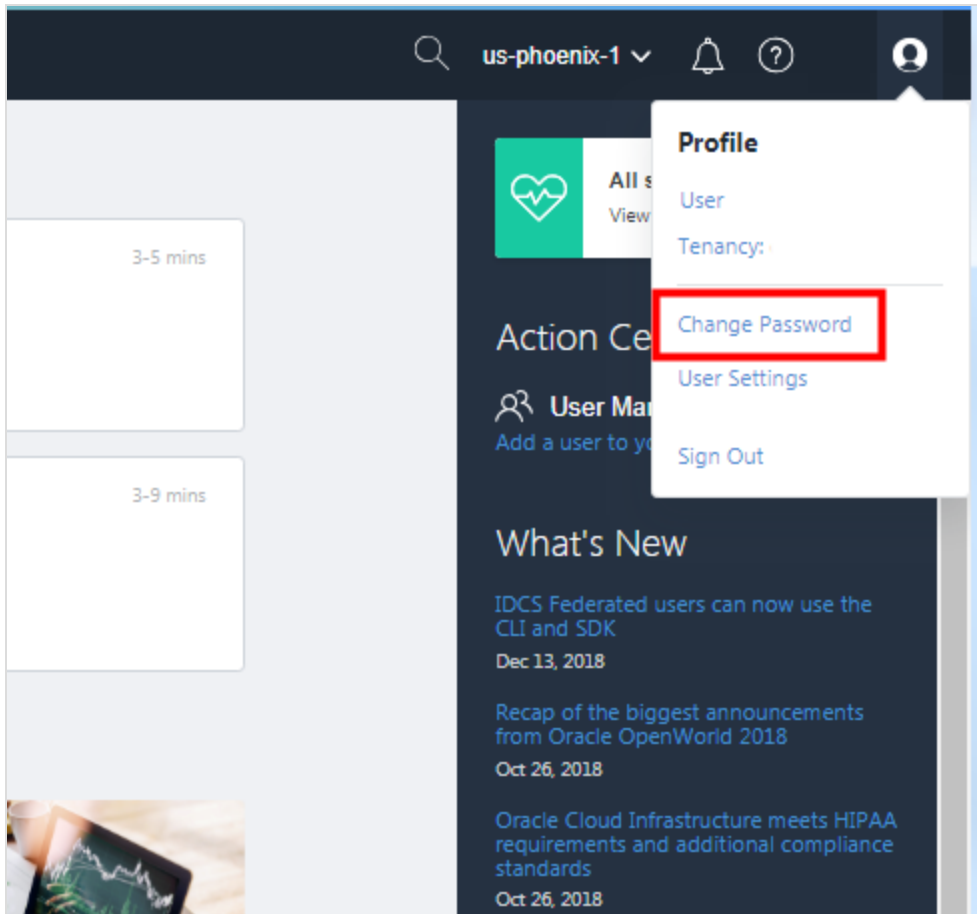 us-phoenix-1
Profile
User
Tenancy:
Change Password
User Settings
Sign Out
3-5 mins
3-9 mins
All
View
Action Ce
User Mar
Add a user to yo
What's New
IDCS Federated users can now use the
CLI and SDK
Dec 13, 2018
Recap of the biggest announcements
from Oracle OpenWorld 2018
Oct 26, 2018
Oracle Cloud Infrastructure meets HIPAA
requirements and additional compliance
standards
Oct 26, 2018